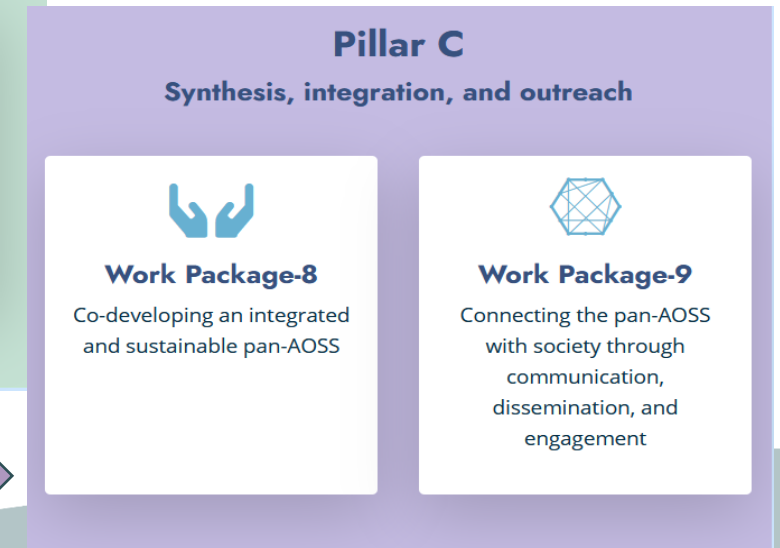 Pillar C
Synthesis, integration, and outreach
Work Package-8
Co-developing an integrated
and sustainable pan-AOSS
Work Package-9
Connecting the pan-AOSS
with society through
communication,
dissemination, and
engagement